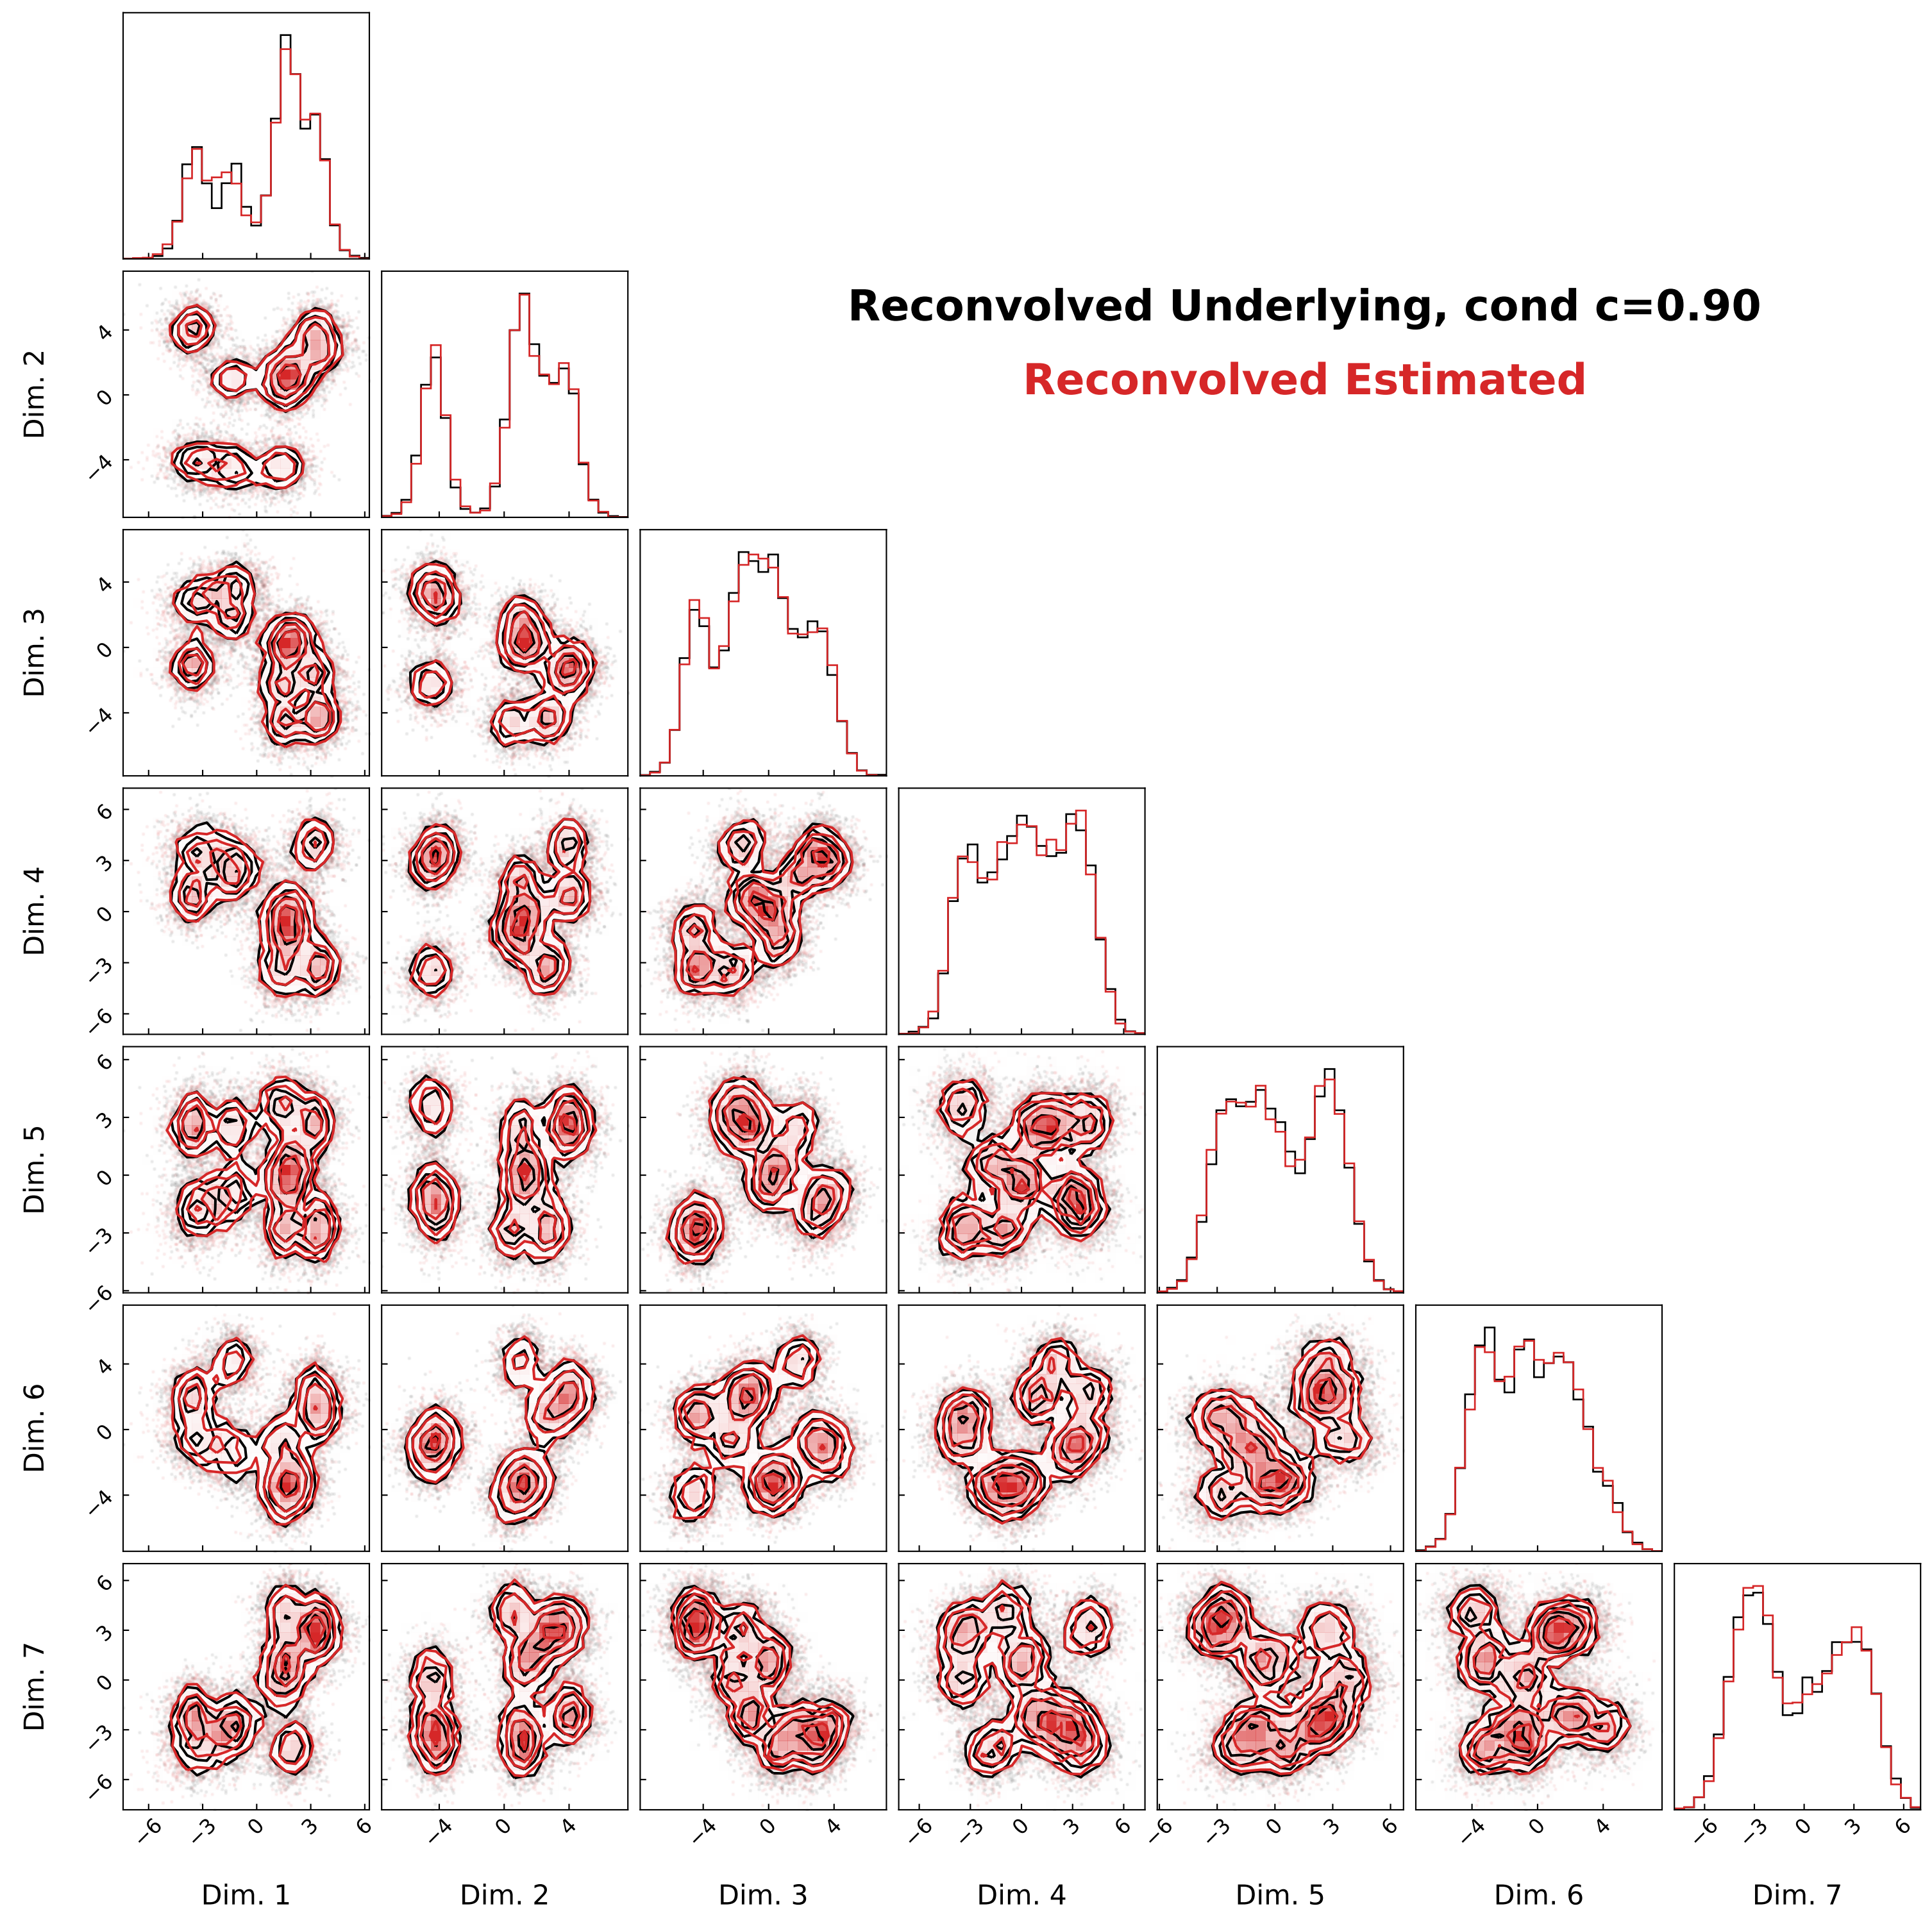 Reconvolved Underlying, cond c=0.90
Reconvolved Estimated
Dim. 2
4
0
−4
Dim. 3
4
0
−4
Dim. 4
6
3
0
−3
−6
Dim. 5
6
3
0
−3
−6
Dim. 6
4
0
−4
Dim. 7
6
3
0
−3
−6
−6 −3 0 3 6 −4 0 4 −4 0 4 −6 −3 0 3 6 −6 −3 0 3 6 −4 0 4 −6 −3 0 3 6
Dim. 1 Dim. 2 Dim. 3 Dim. 4 Dim. 5 Dim. 6 Dim. 7